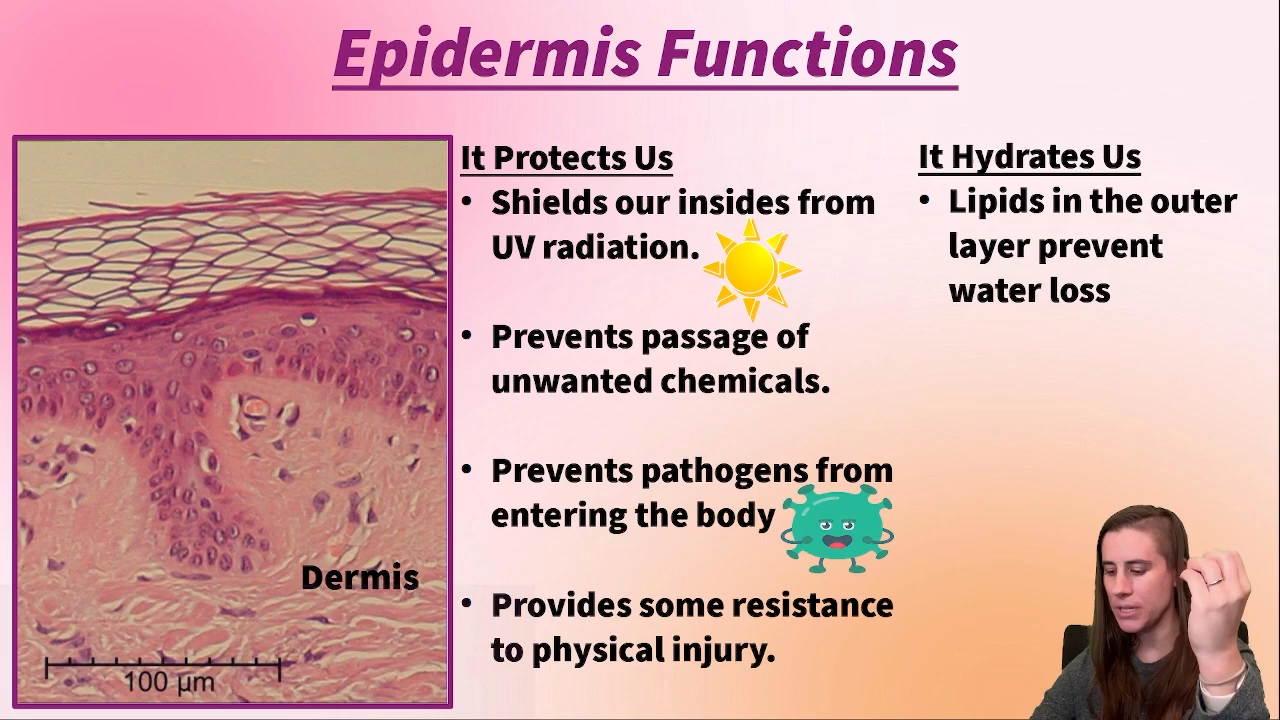 Epidermis Functions
It Protects Us
• Shields our insides from
UV radiation.
• Prevents passage of
unwanted chemicals.
• Prevents pathogens from
entering the body
• Provides some resistance
to physical injury.
It Hydrates Us
• Lipids in the outer
layer prevent
water loss
Dermis
100 µm